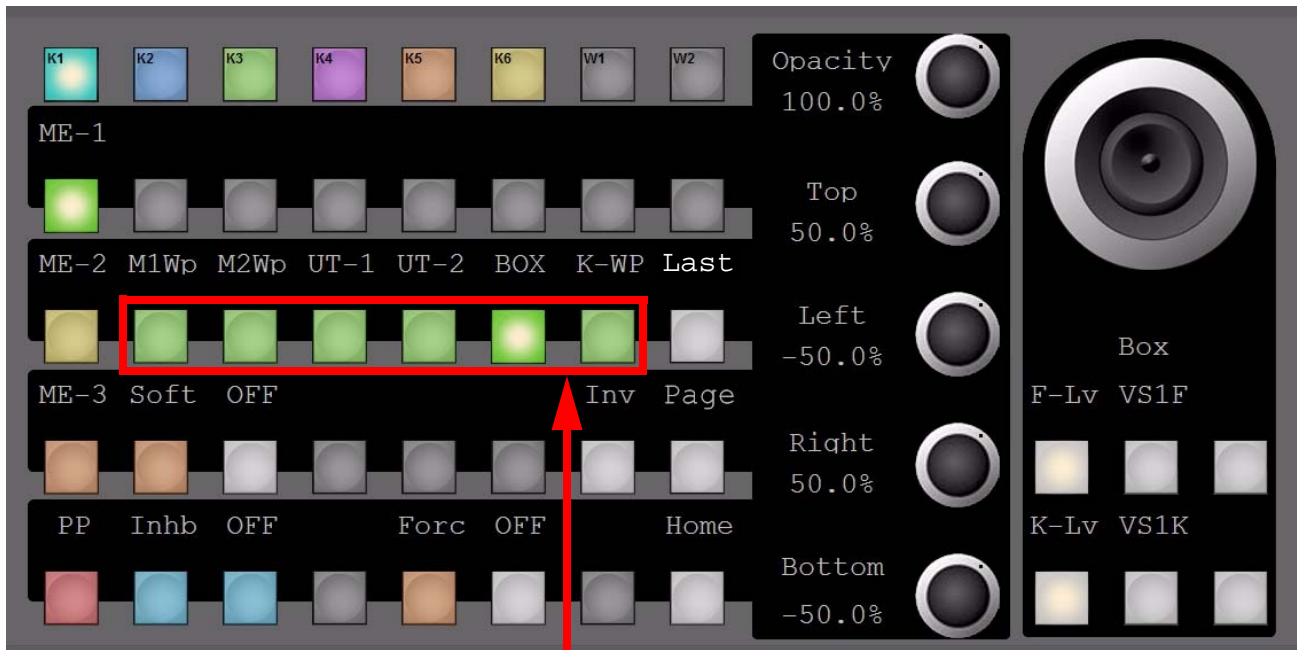 K1 K2 K3 K4 K5 K6 W1 W2
ME-1
ME-2 M1Wp M2Wp UT-1 UT-2 BOX K-WP Last
ME-3 Soft OFF Inv Page
PP Inhb OFF Forc OFF Home
Opacity
100.0%
Top
50.0%
Left
-50.0%
Right
50.0%
Bottom
-50.0%
Box
F-Lv VS1F
K-Lv VS1K